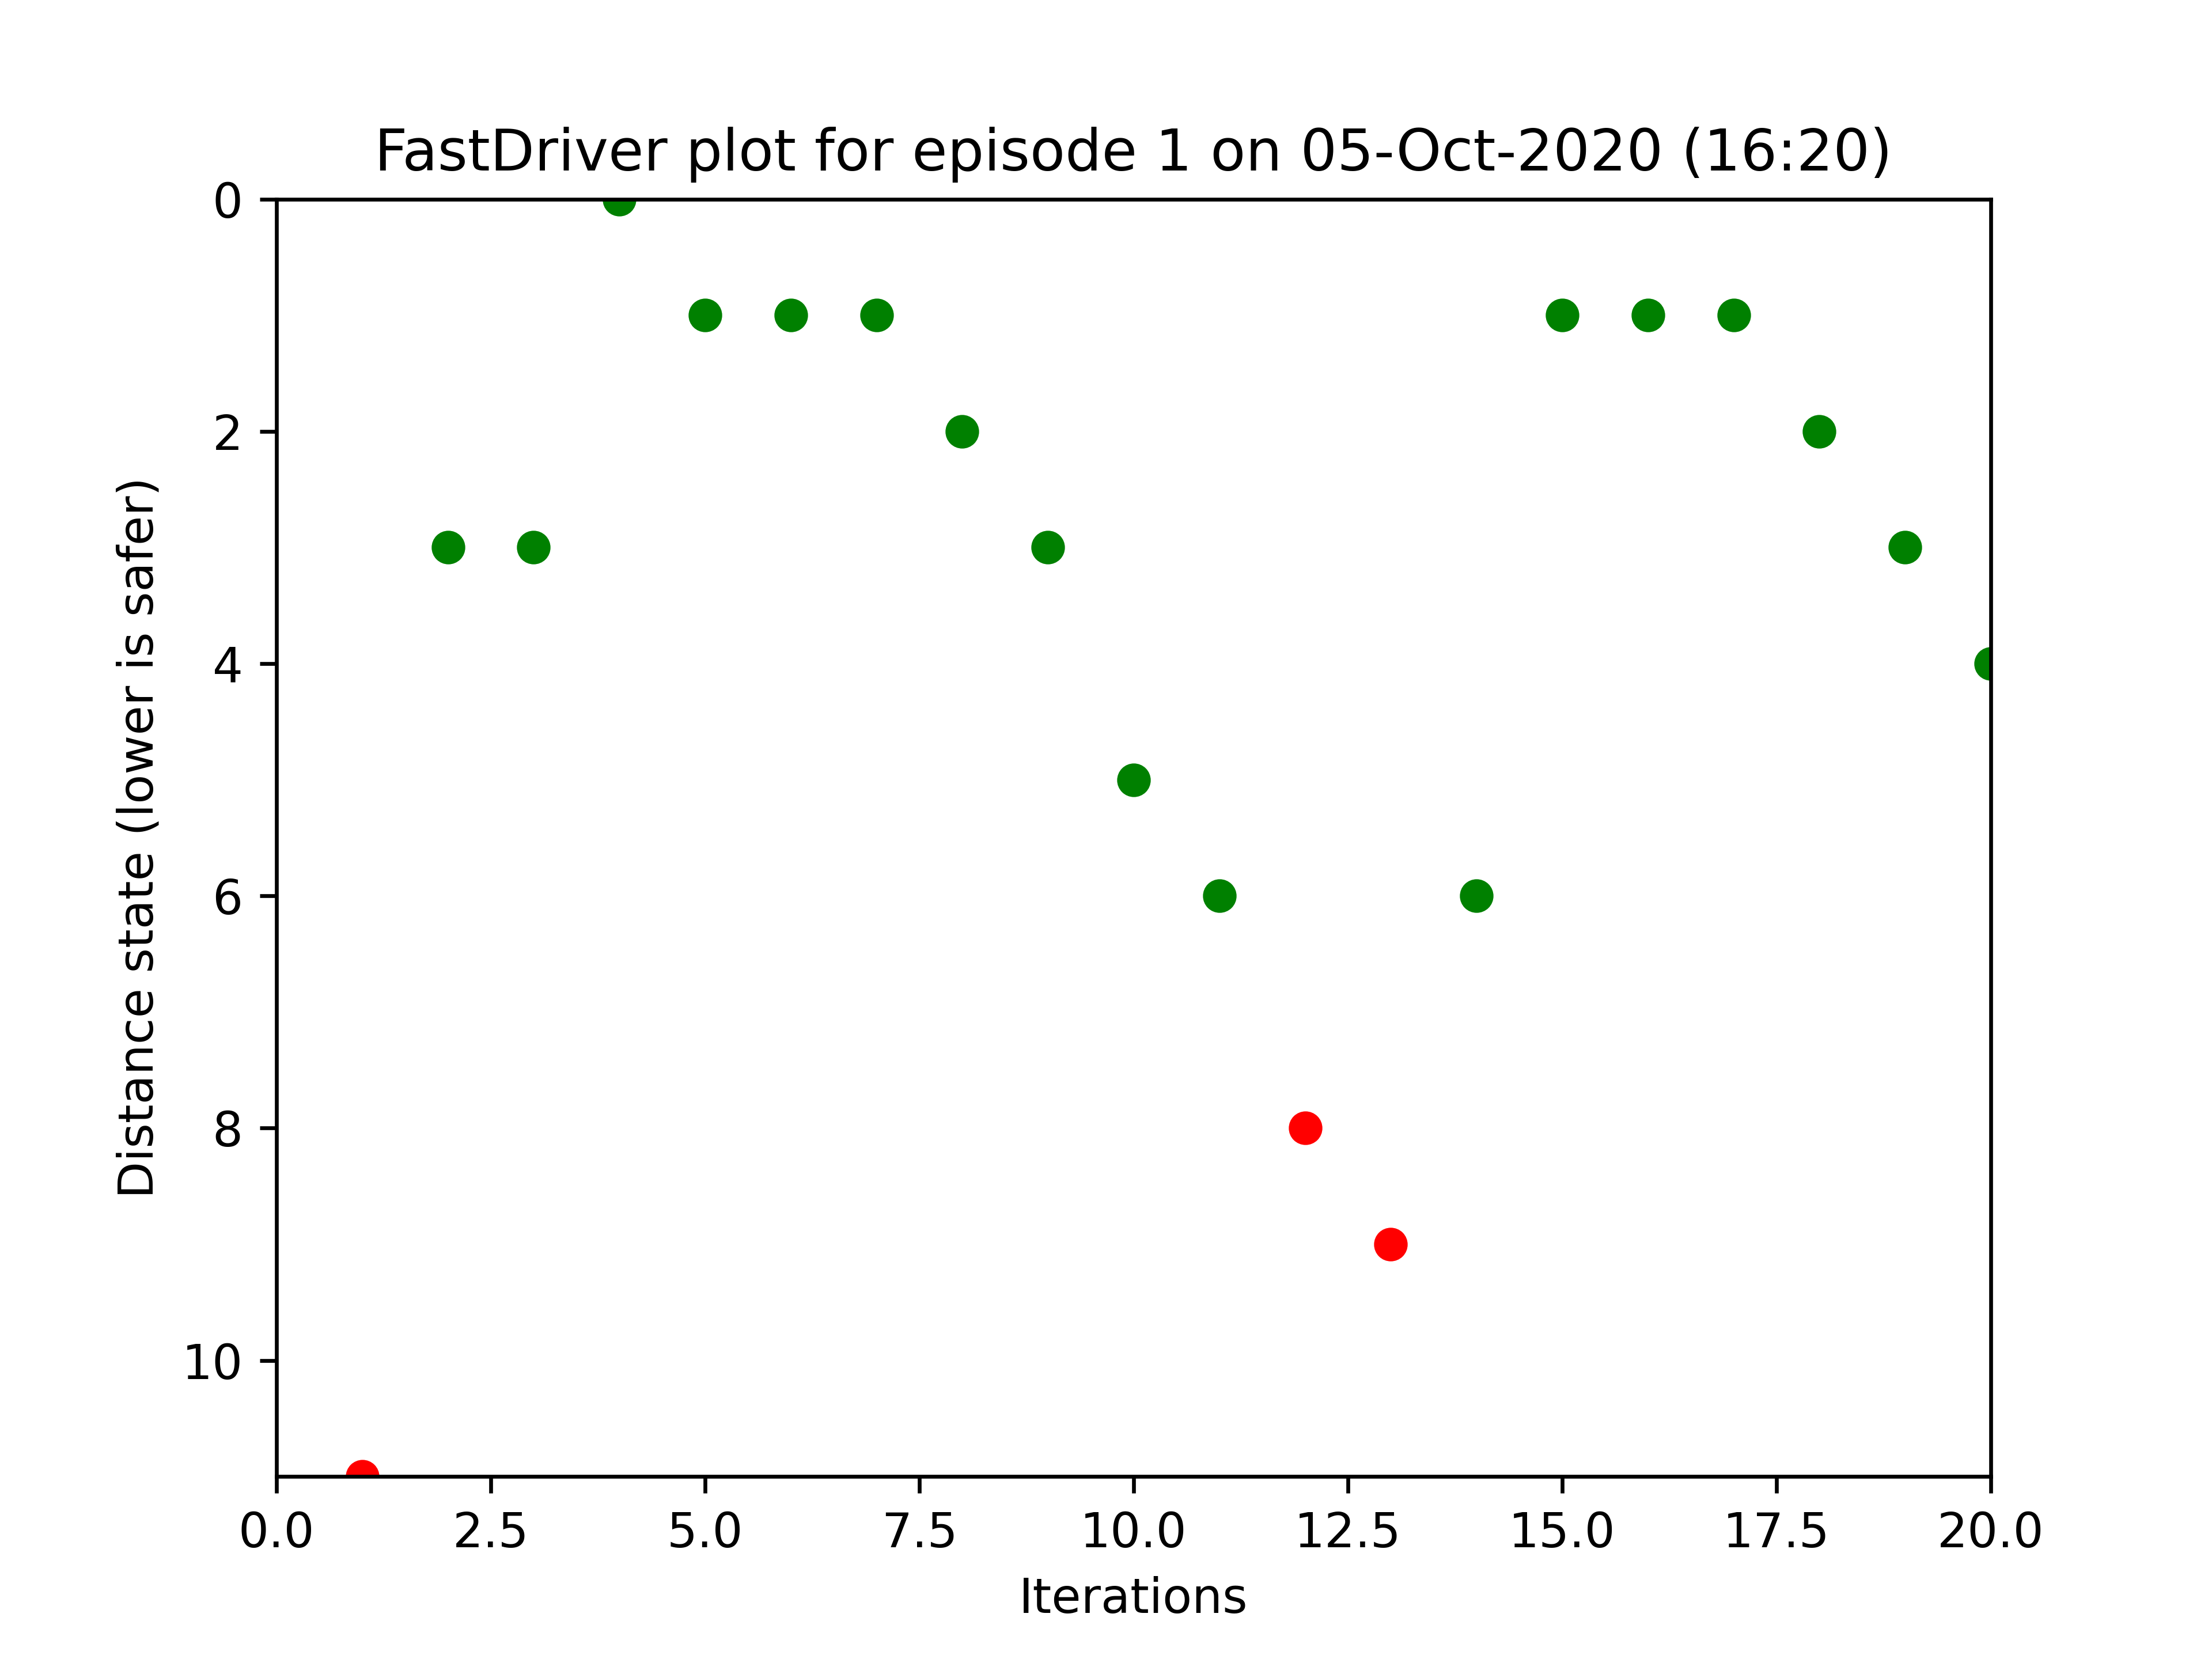 FastDriver plot for episode 1 on 05-Oct-2020 (16:20)
Distance state (lower is safer)
0
2
4
6
8
10
0.0 2.5 5.0 7.5 10.0 12.5 15.0 17.5 20.0
Iterations